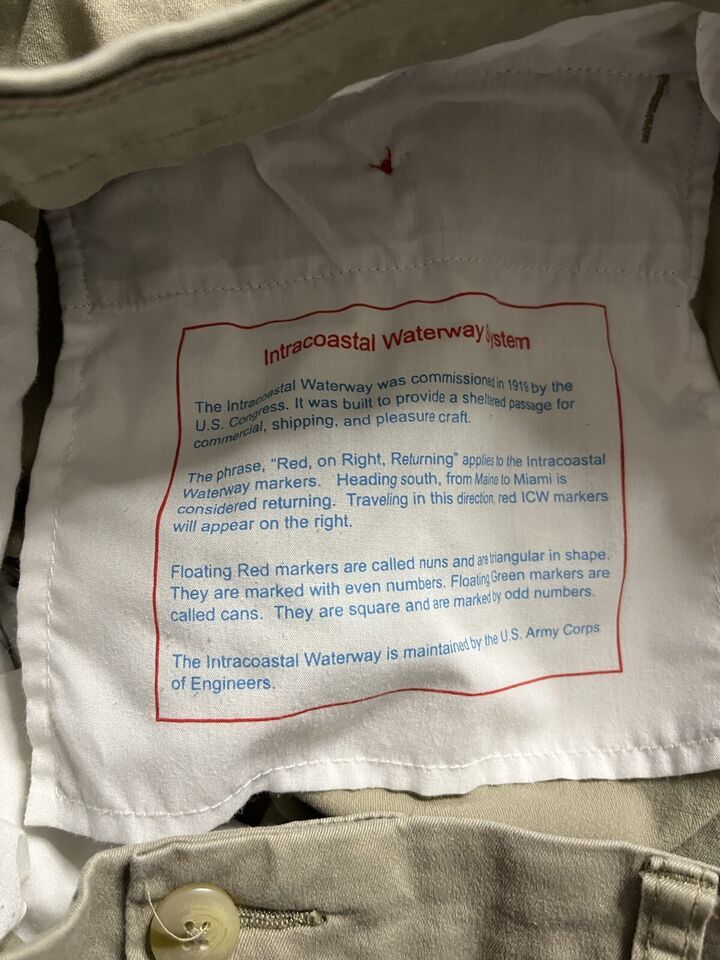 Intracoastal Waterway System
The Intracoastal Waterway was commissioned in 1919 by the
U.S. Congress. It was built to provide a sheltered passage for
commercial, shipping, and pleasure craft.
The phrase, “Red, on Right, Returning” applies to the Intracoastal
Waterway markers. Heading south, from Maine to Miami is
considered returning. Traveling in this direction, red ICW markers
will appear on the right.
Floating Red markers are called nuns and are triangular in shape.
They are marked with even numbers. Floating Green markers are
called cans. They are square and are marked by odd numbers.
The Intracoastal Waterway is maintained by the U.S. Army Corps
of Engineers.